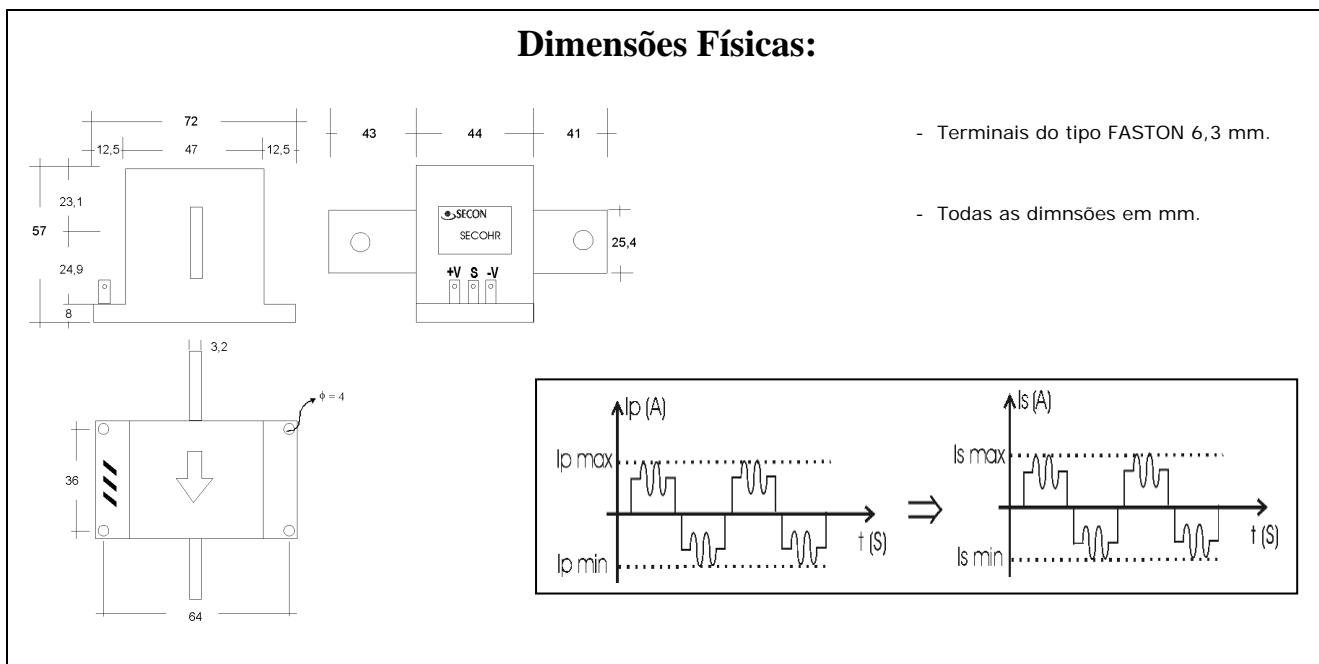 Dimensões Físicas:
72
12,5 47 12,5
57
23,1
24,9
8
43 44 41
SECON
SECOHR
+V S -V
25,4
- Terminais do tipo FASTON 6,3 mm.
- Todas as dimnsões em mm.
3,2
ϕ = 4
36
64
Ip (A)
Ip max
Ip min
t (S)
Is (A)
Is max
Is min
t (S)